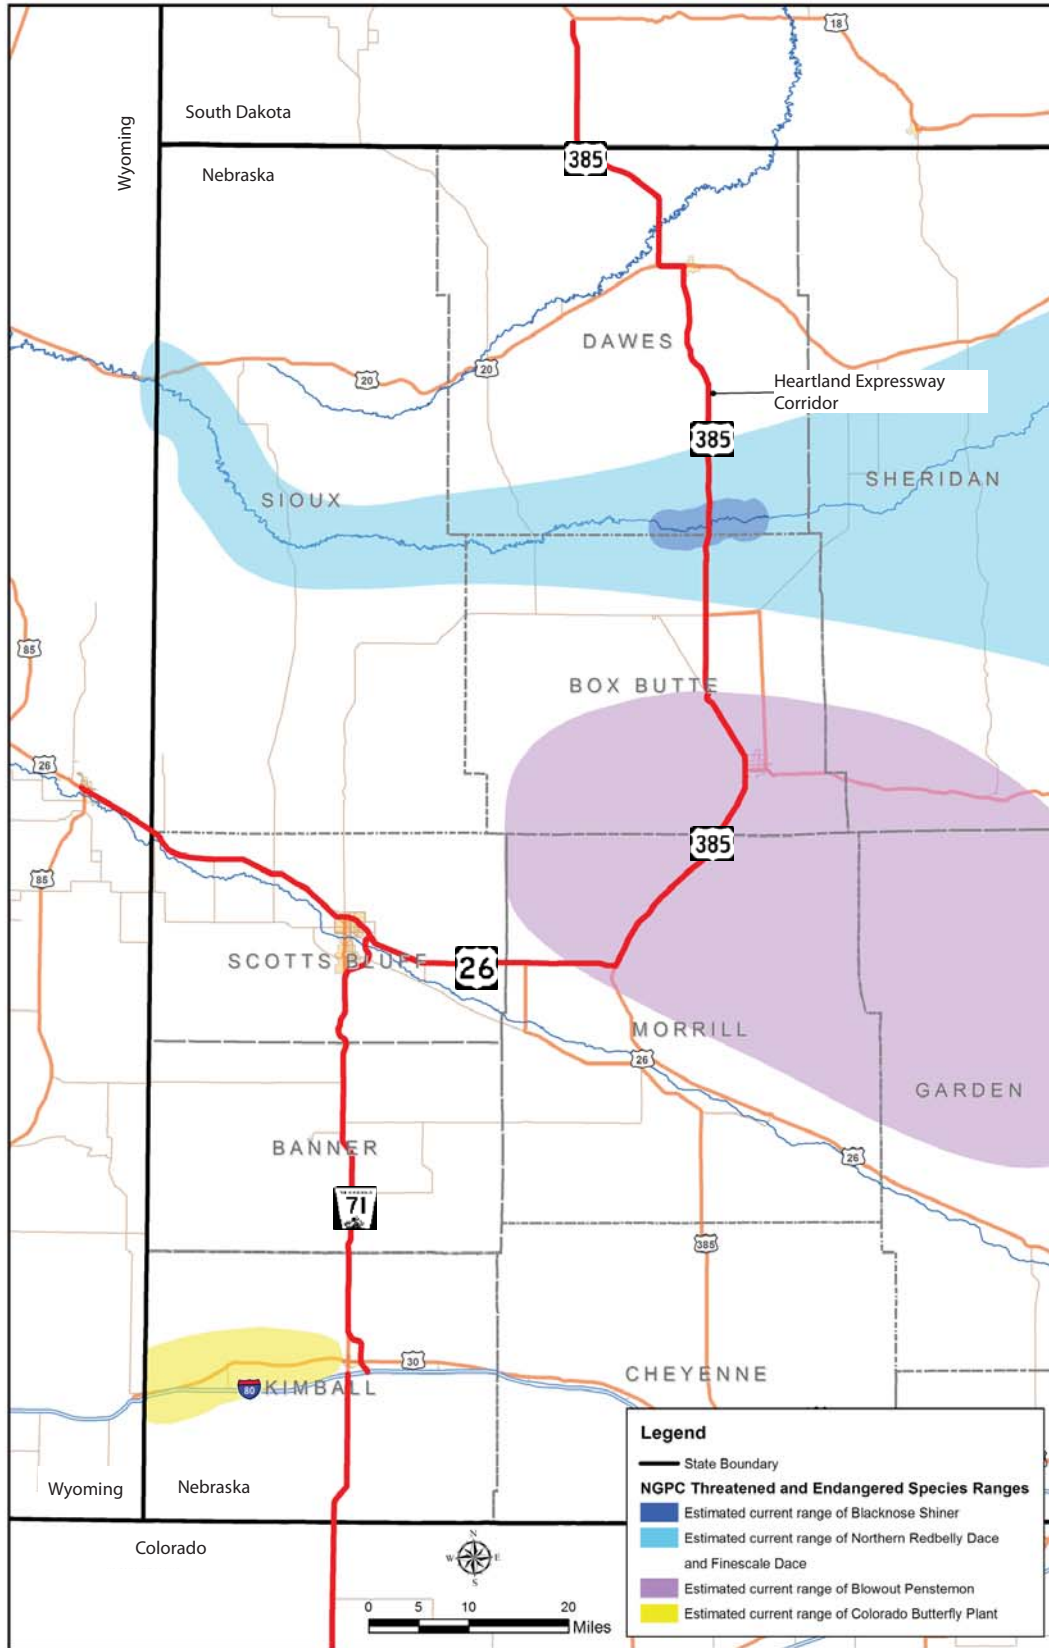 18
South Dakota
Wyoming
385
Nebraska
DAWES
20
20
Heartland Expressway
Corridor
385
SHERIDAN
SIOUX
85
BOX BUTTE
26
385
85
SCOTTS BLUFF
26
MORRILL
26
GARDEN
BANNER
26
71
385
30
CHEYENNE
80
KIMBALL
Legend
State Boundary
NGPC Threatened and Endangered Species Ranges
Estimated current range of Blacknose Shiner
Estimated current range of Northern Redbelly Dace
and Finescale Dace
Estimated current range of Blowout Penstemon
Estimated current range of Colorado Butterfly Plant
Wyoming
Nebraska
Colorado
N
W E
S
0 5 10 20
Miles